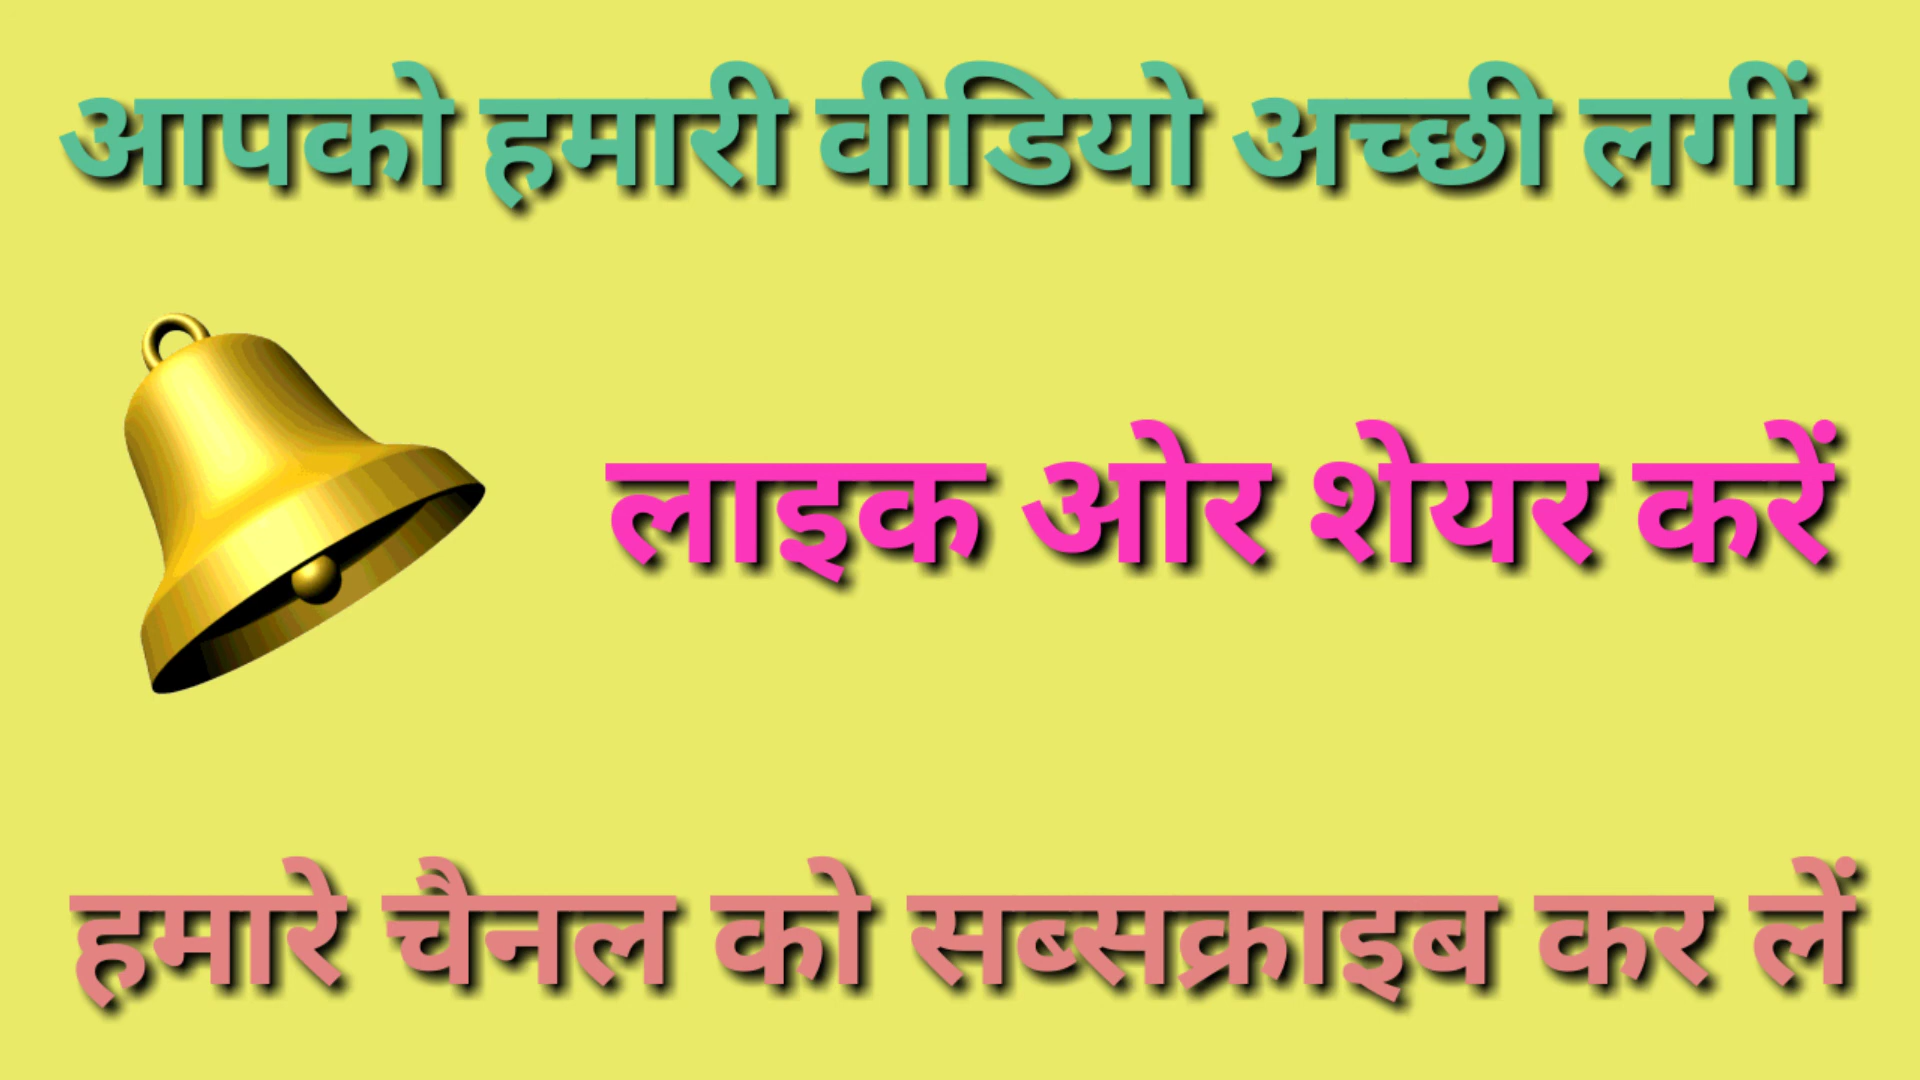 आपको हमारी वीडियो अच्छी लगीं
लाइक ओर शेयर करें
हमारे चैनल को सब्सक्राइब कर लें